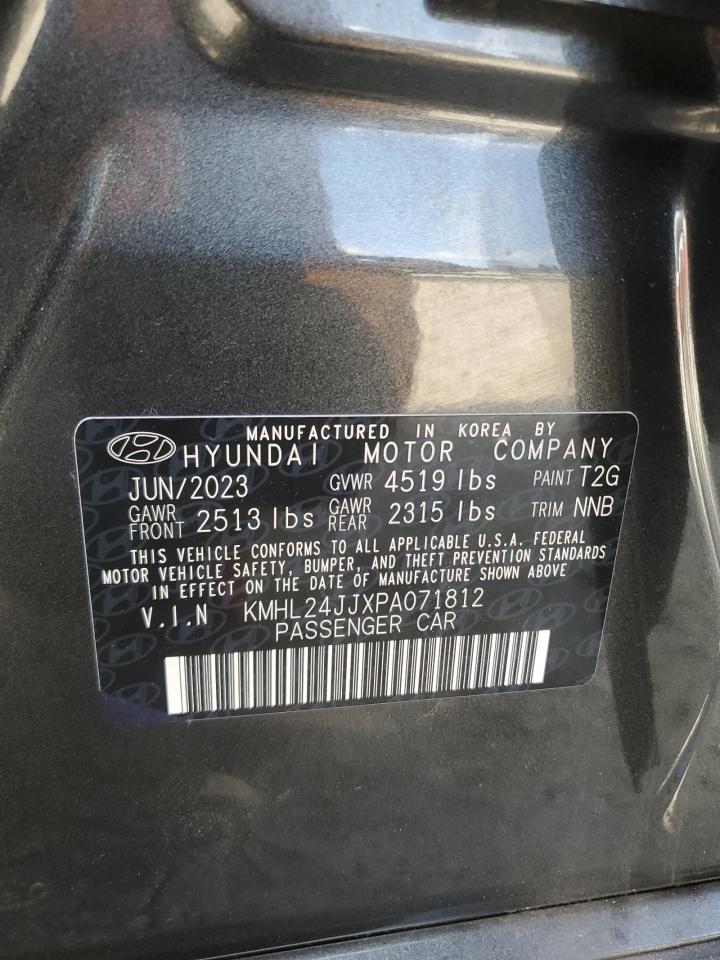 MANUFACTURED IN KOREA BY
HYUNDAI MOTOR COMPANY
JUN/2023 GVWR 4519 lbs PAINT T2G
GAWR FRONT 2513 lbs GAWR REAR 2315 lbs TRIM NNB
THIS VEHICLE CONFORMS TO ALL APPLICABLE U.S.A. FEDERAL
MOTOR VEHICLE SAFETY, BUMPER, AND THEFT PREVENTION STANDARDS
IN EFFECT ON THE DATE OF MANUFACTURE SHOWN ABOVE
V.I.N KMHL24JJXPA071812
PASSENGER CAR